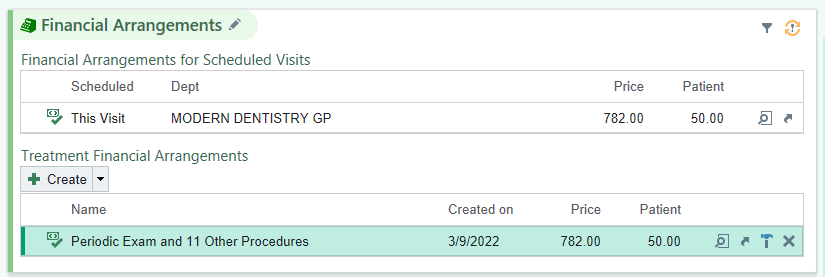 Financial Arrangements
Financial Arrangements for Scheduled Visits
Scheduled Dept Price Patient
This Visit MODERN DENTISTRY GP 782.00 50.00
Treatment Financial Arrangements
Create
Name Created on Price Patient
Periodic Exam and 11 Other Procedures 3/9/2022 782.00 50.00